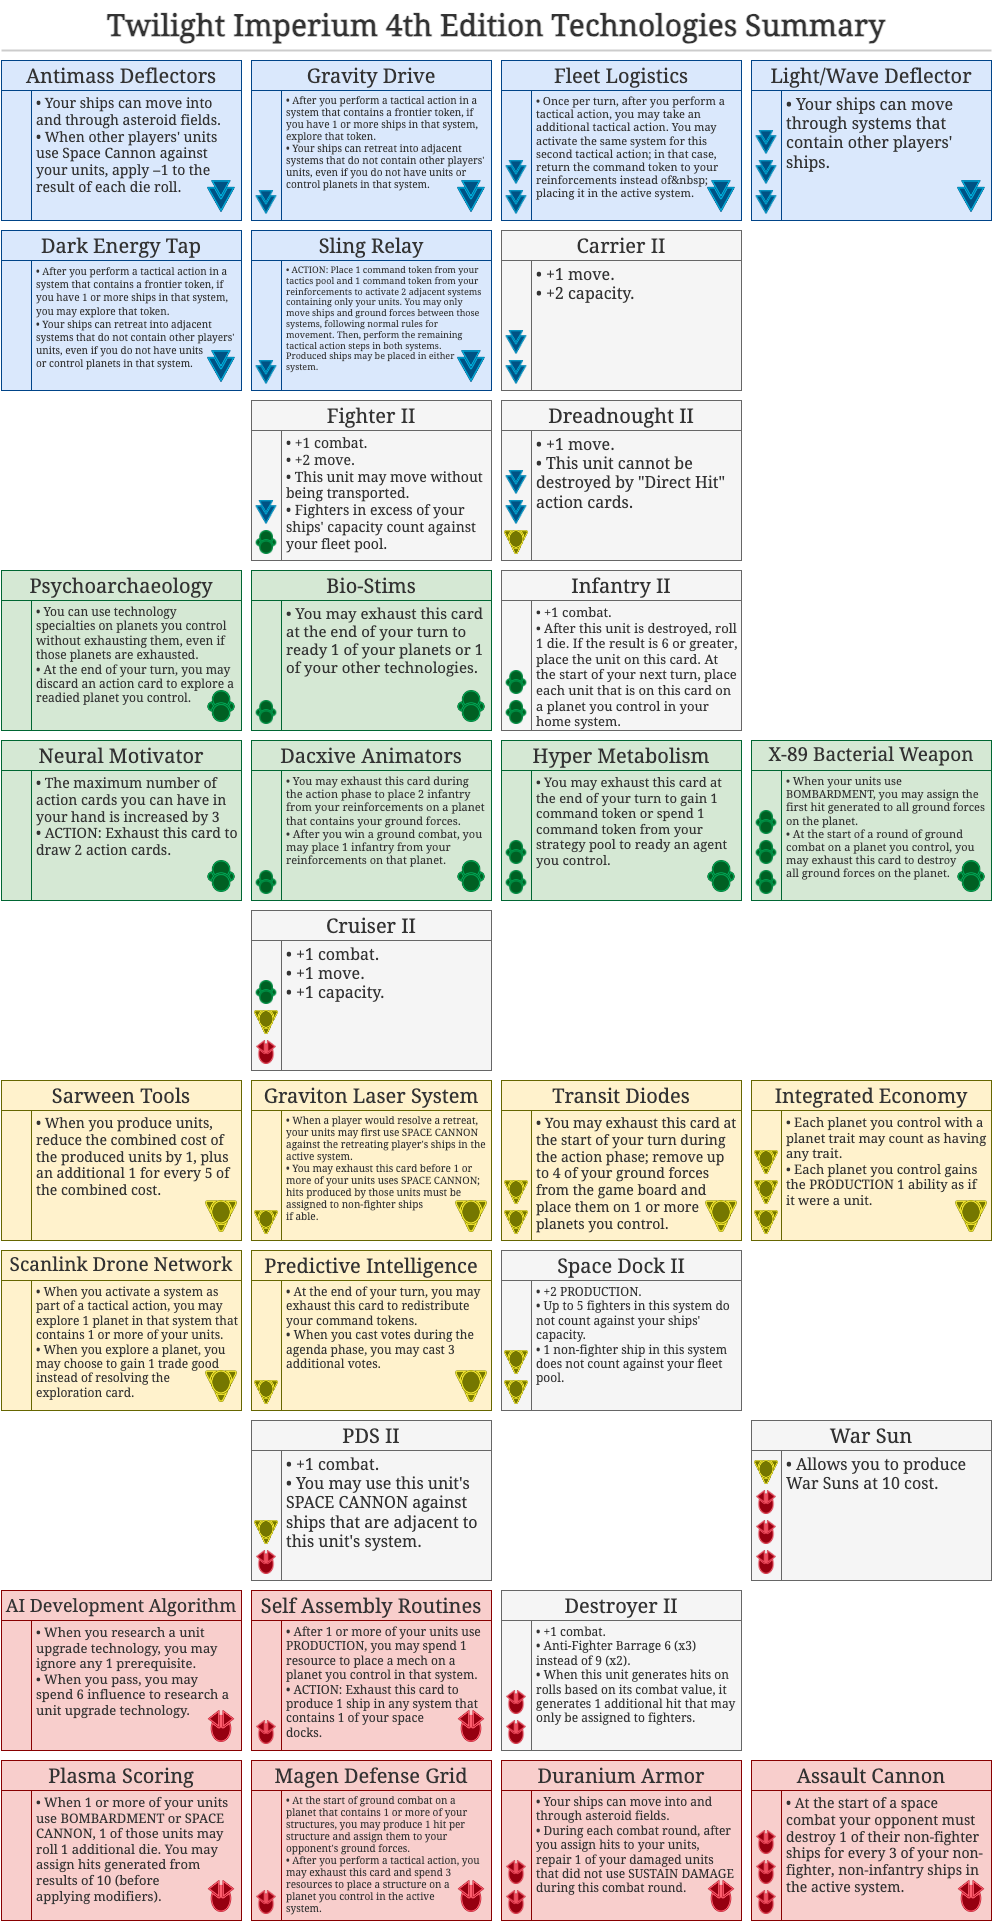 Twilight Imperium 4th Edition Technologies Summary
Antimass Deflectors
• Your ships can move into
and through asteroid fields.
• When other players' units
use Space Cannon against
your units, apply –1 to the
result of each die roll.
Gravity Drive
• After you perform a tactical action in a
system that contains a frontier token, if
you have 1 or more ships in that system,
explore that token.
• Your ships can retreat into adjacent
systems that do not contain other players'
units, even if you do not have units or
control planets in that system.
Fleet Logistics
• Once per turn, after you perform a
tactical action, you may take an
additional tactical action. You may
activate the same system for this
second tactical action; in that case,
return the command token to your
reinforcements instead of&nbsp;
placing it in the active system.
Light/Wave Deflector
• Your ships can move
through systems that
contain other players'
ships.
Dark Energy Tap
• After you perform a tactical action in a
system that contains a frontier token, if
you have 1 or more ships in that system,
you may explore that token.
• Your ships can retreat into adjacent
systems that do not contain other players'
units, even if you do not have units
or control planets in that system.
Sling Relay
• ACTION: Place 1 command token from your
tactics pool and 1 command token from your
reinforcements to activate 2 adjacent systems
containing only your units. You may only
move ships and ground forces between those
systems, following normal rules for
movement. Then, perform the remaining
tactical action steps in both systems.
Produced ships may be placed in either
system.
Carrier II
• +1 move.
• +2 capacity.
Fighter II
• +1 combat.
• +2 move.
• This unit may move without
being transported.
• Fighters in excess of your
ships' capacity count against
your fleet pool.
Dreadnought II
• +1 move.
• This unit cannot be
destroyed by "Direct Hit"
action cards.
Psychoarchaeology
• You can use technology
specialties on planets you control
without exhausting them, even if
those planets are exhausted.
• At the end of your turn, you may
discard an action card to explore a
readied planet you control.
Bio-Stims
• You may exhaust this card
at the end of your turn to
ready 1 of your planets or 1
of your other technologies.
Infantry II
• +1 combat.
• After this unit is destroyed, roll
1 die. If the result is 6 or greater,
place the unit on this card. At
the start of your next turn, place
each unit that is on this card on
a planet you control in your
home system.
Neural Motivator
• The maximum number of
action cards you can have in
your hand is increased by 3
• ACTION: Exhaust this card to
draw 2 action cards.
Dacxive Animators
• You may exhaust this card during
the action phase to place 2 infantry
from your reinforcements on a planet
that contains your ground forces.
• After you win a ground combat, you
may place 1 infantry from your
reinforcements on that planet.
Hyper Metabolism
• You may exhaust this card at
the end of your turn to gain 1
command token or spend 1
command token from your
strategy pool to ready an agent
you control.
X-89 Bacterial Weapon
• When your units use
BOMBARDMENT, you may assign the
first hit generated to all ground forces
on the planet.
• At the start of a round of ground
combat on a planet you control, you
may exhaust this card to destroy
all ground forces on the planet.
Cruiser II
• +1 combat.
• +1 move.
• +1 capacity.
Sarween Tools
• When you produce units,
reduce the combined cost of
the produced units by 1, plus
an additional 1 for every 5 of
the combined cost.
Graviton Laser System
• When a player would resolve a retreat,
your units may first use SPACE CANNON
against the retreating player's ships in the
active system.
• You may exhaust this card before 1 or
more of your units uses SPACE CANNON;
hits produced by those units must be
assigned to non-fighter ships
if able.
Transit Diodes
• You may exhaust this card at
the start of your turn during
the action phase; remove up
to 4 of your ground forces
from the game board and
place them on 1 or more
planets you control.
Integrated Economy
• Each planet you control with a
planet trait may count as having
any trait.
• Each planet you control gains
the PRODUCTION 1 ability as if
it were a unit.
Scanlink Drone Network
• When you activate a system as
part of a tactical action, you may
explore 1 planet in that system that
contains 1 or more of your units.
• When you explore a planet, you
may choose to gain 1 trade good
instead of resolving the
exploration card.
Predictive Intelligence
• At the end of your turn, you may
exhaust this card to redistribute
your command tokens.
• When you cast votes during the
agenda phase, you may cast 3
additional votes.
Space Dock II
• +2 PRODUCTION.
• Up to 5 fighters in this system do
not count against your ships'
capacity.
• 1 non-fighter ship in this system
does not count against your fleet
pool.
PDS II
• +1 combat.
• You may use this unit's
SPACE CANNON against
ships that are adjacent to
this unit's system.
War Sun
• Allows you to produce
War Suns at 10 cost.
AI Development Algorithm
• When you research a unit
upgrade technology, you may
ignore any 1 prerequisite.
• When you pass, you may
spend 6 influence to research a
unit upgrade technology.
Self Assembly Routines
• After 1 or more of your units use
PRODUCTION, you may spend 1
resource to place a mech on a
planet you control in that system.
• ACTION: Exhaust this card to
produce 1 ship in any system that
contains 1 of your space
docks.
Destroyer II
• +1 combat.
• Anti-Fighter Barrage 6 (x3)
instead of 9 (x2).
• When this unit generates hits on
rolls based on its combat value, it
generates 1 additional hit that may
only be assigned to fighters.
Plasma Scoring
• When 1 or more of your units
use BOMBARDMENT or SPACE
CANNON, 1 of those units may
roll 1 additional die. You may
assign hits generated from
results of 10 (before
applying modifiers).
Magen Defense Grid
• At the start of ground combat on a
planet that contains 1 or more of your
structures, you may produce 1 hit per
structure and assign them to your
opponent's ground forces.
• After you perform a tactical action, you
may exhaust this card and spend 3
resources to place a structure on a
planet you control in the active
system.
Duranium Armor
• Your ships can move into and
through asteroid fields.
• During each combat round, after
you assign hits to your units,
repair 1 of your damaged units
that did not use SUSTAIN DAMAGE
during this combat round.
Assault Cannon
• At the start of a space
combat your opponent must
destroy 1 of their non-fighter
ships for every 3 of your non-
fighter, non-infantry ships in
the active system.